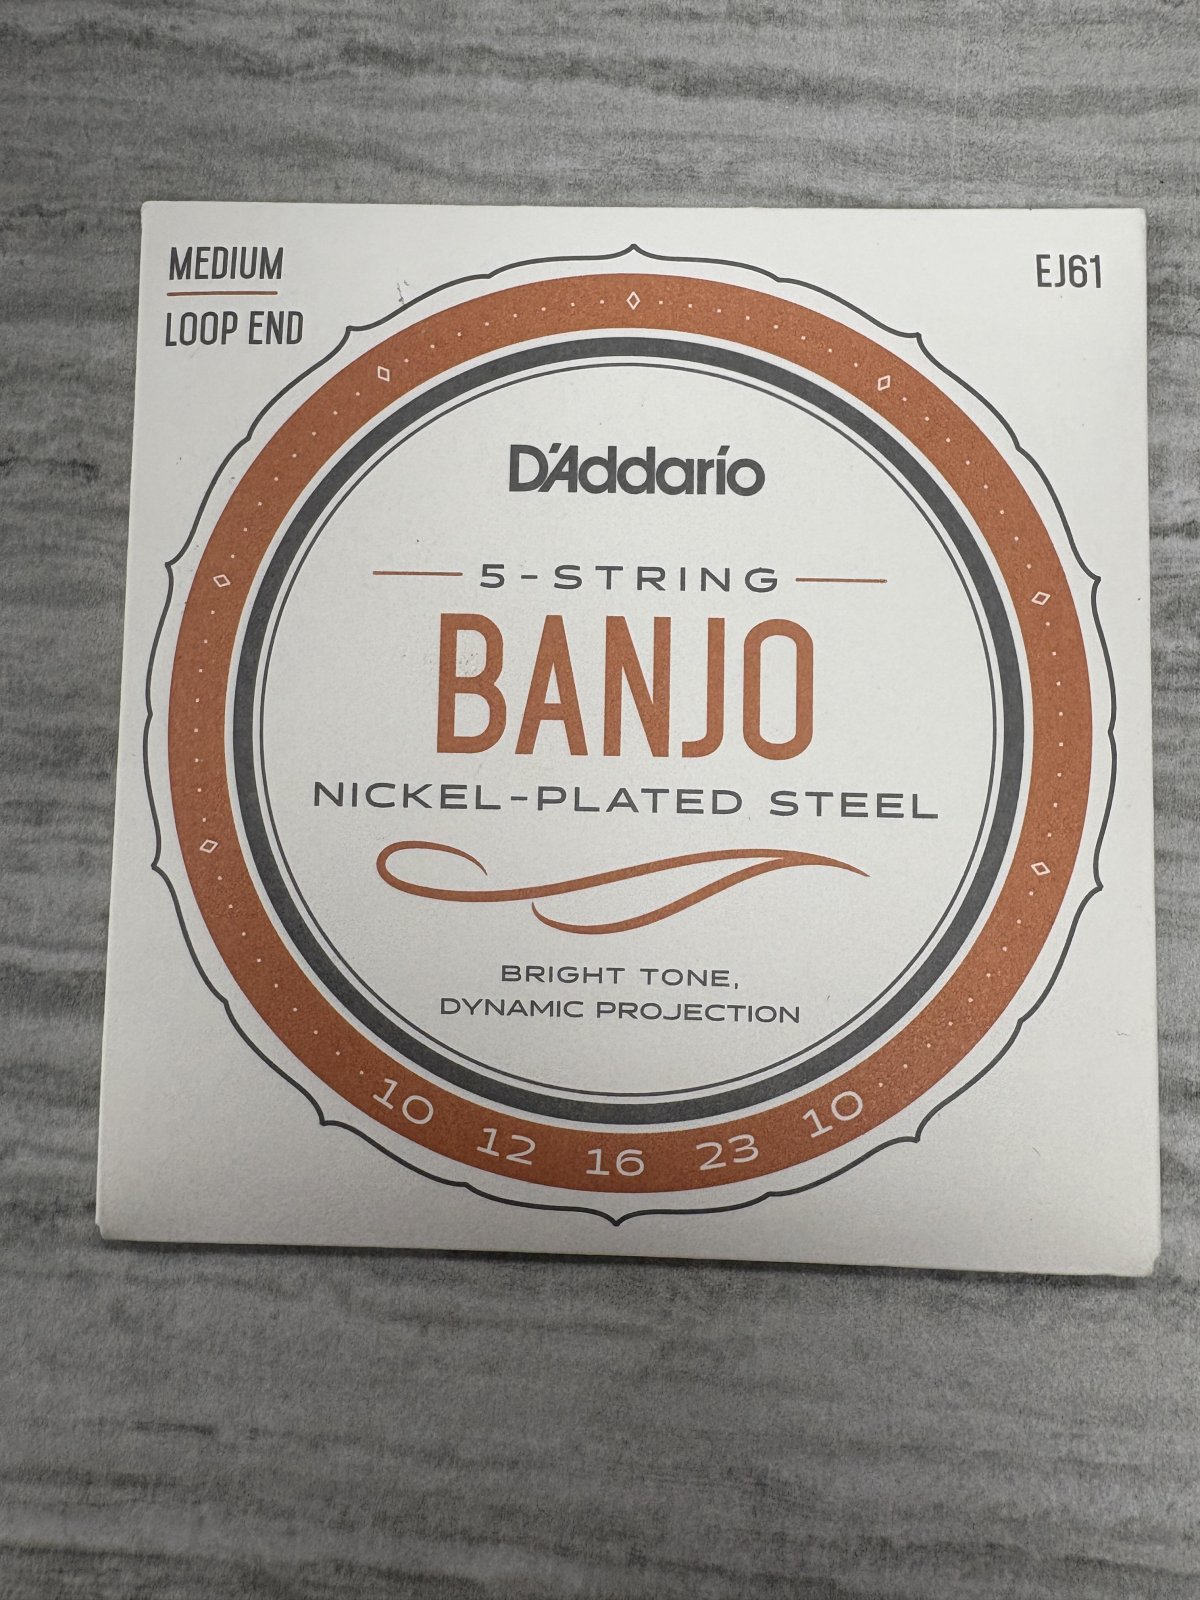 MEDIUM
LOOP END
EJ61
D'Addario
5-STRING
BANJO
NICKEL-PLATED STEEL
BRIGHT TONE,
DYNAMIC PROJECTION
10 12 16 23 10